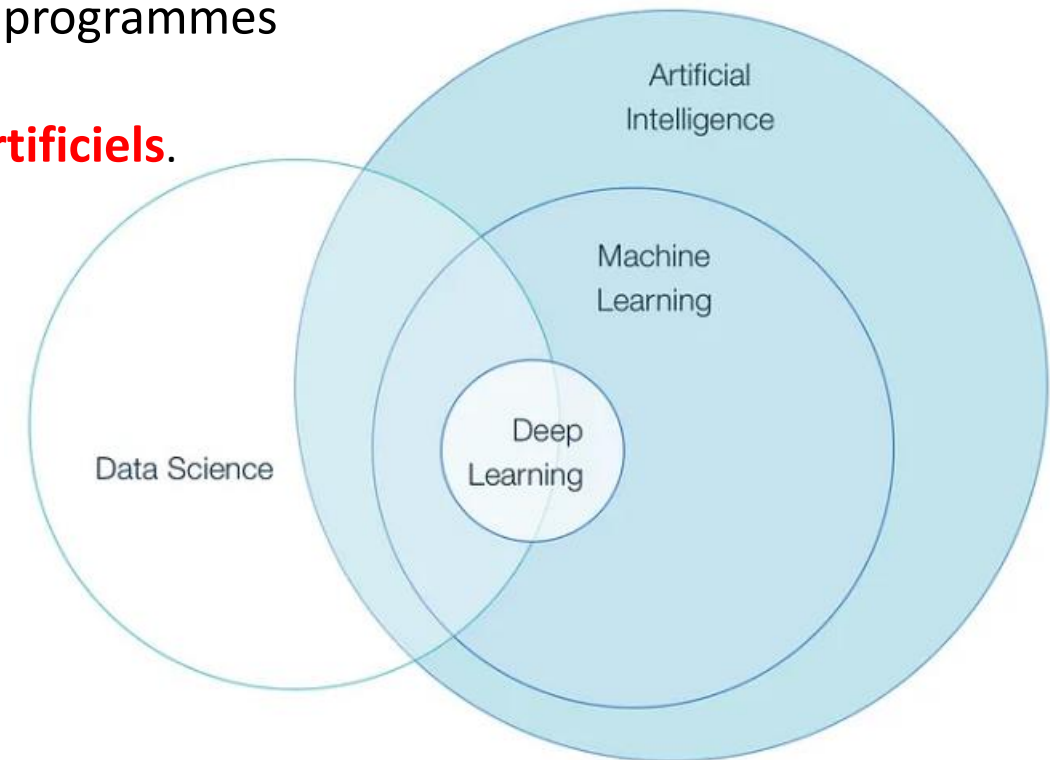 programmes
rtificiels.
Artificial
Intelligence
Machine
Learning
Deep
Learning
Data Science